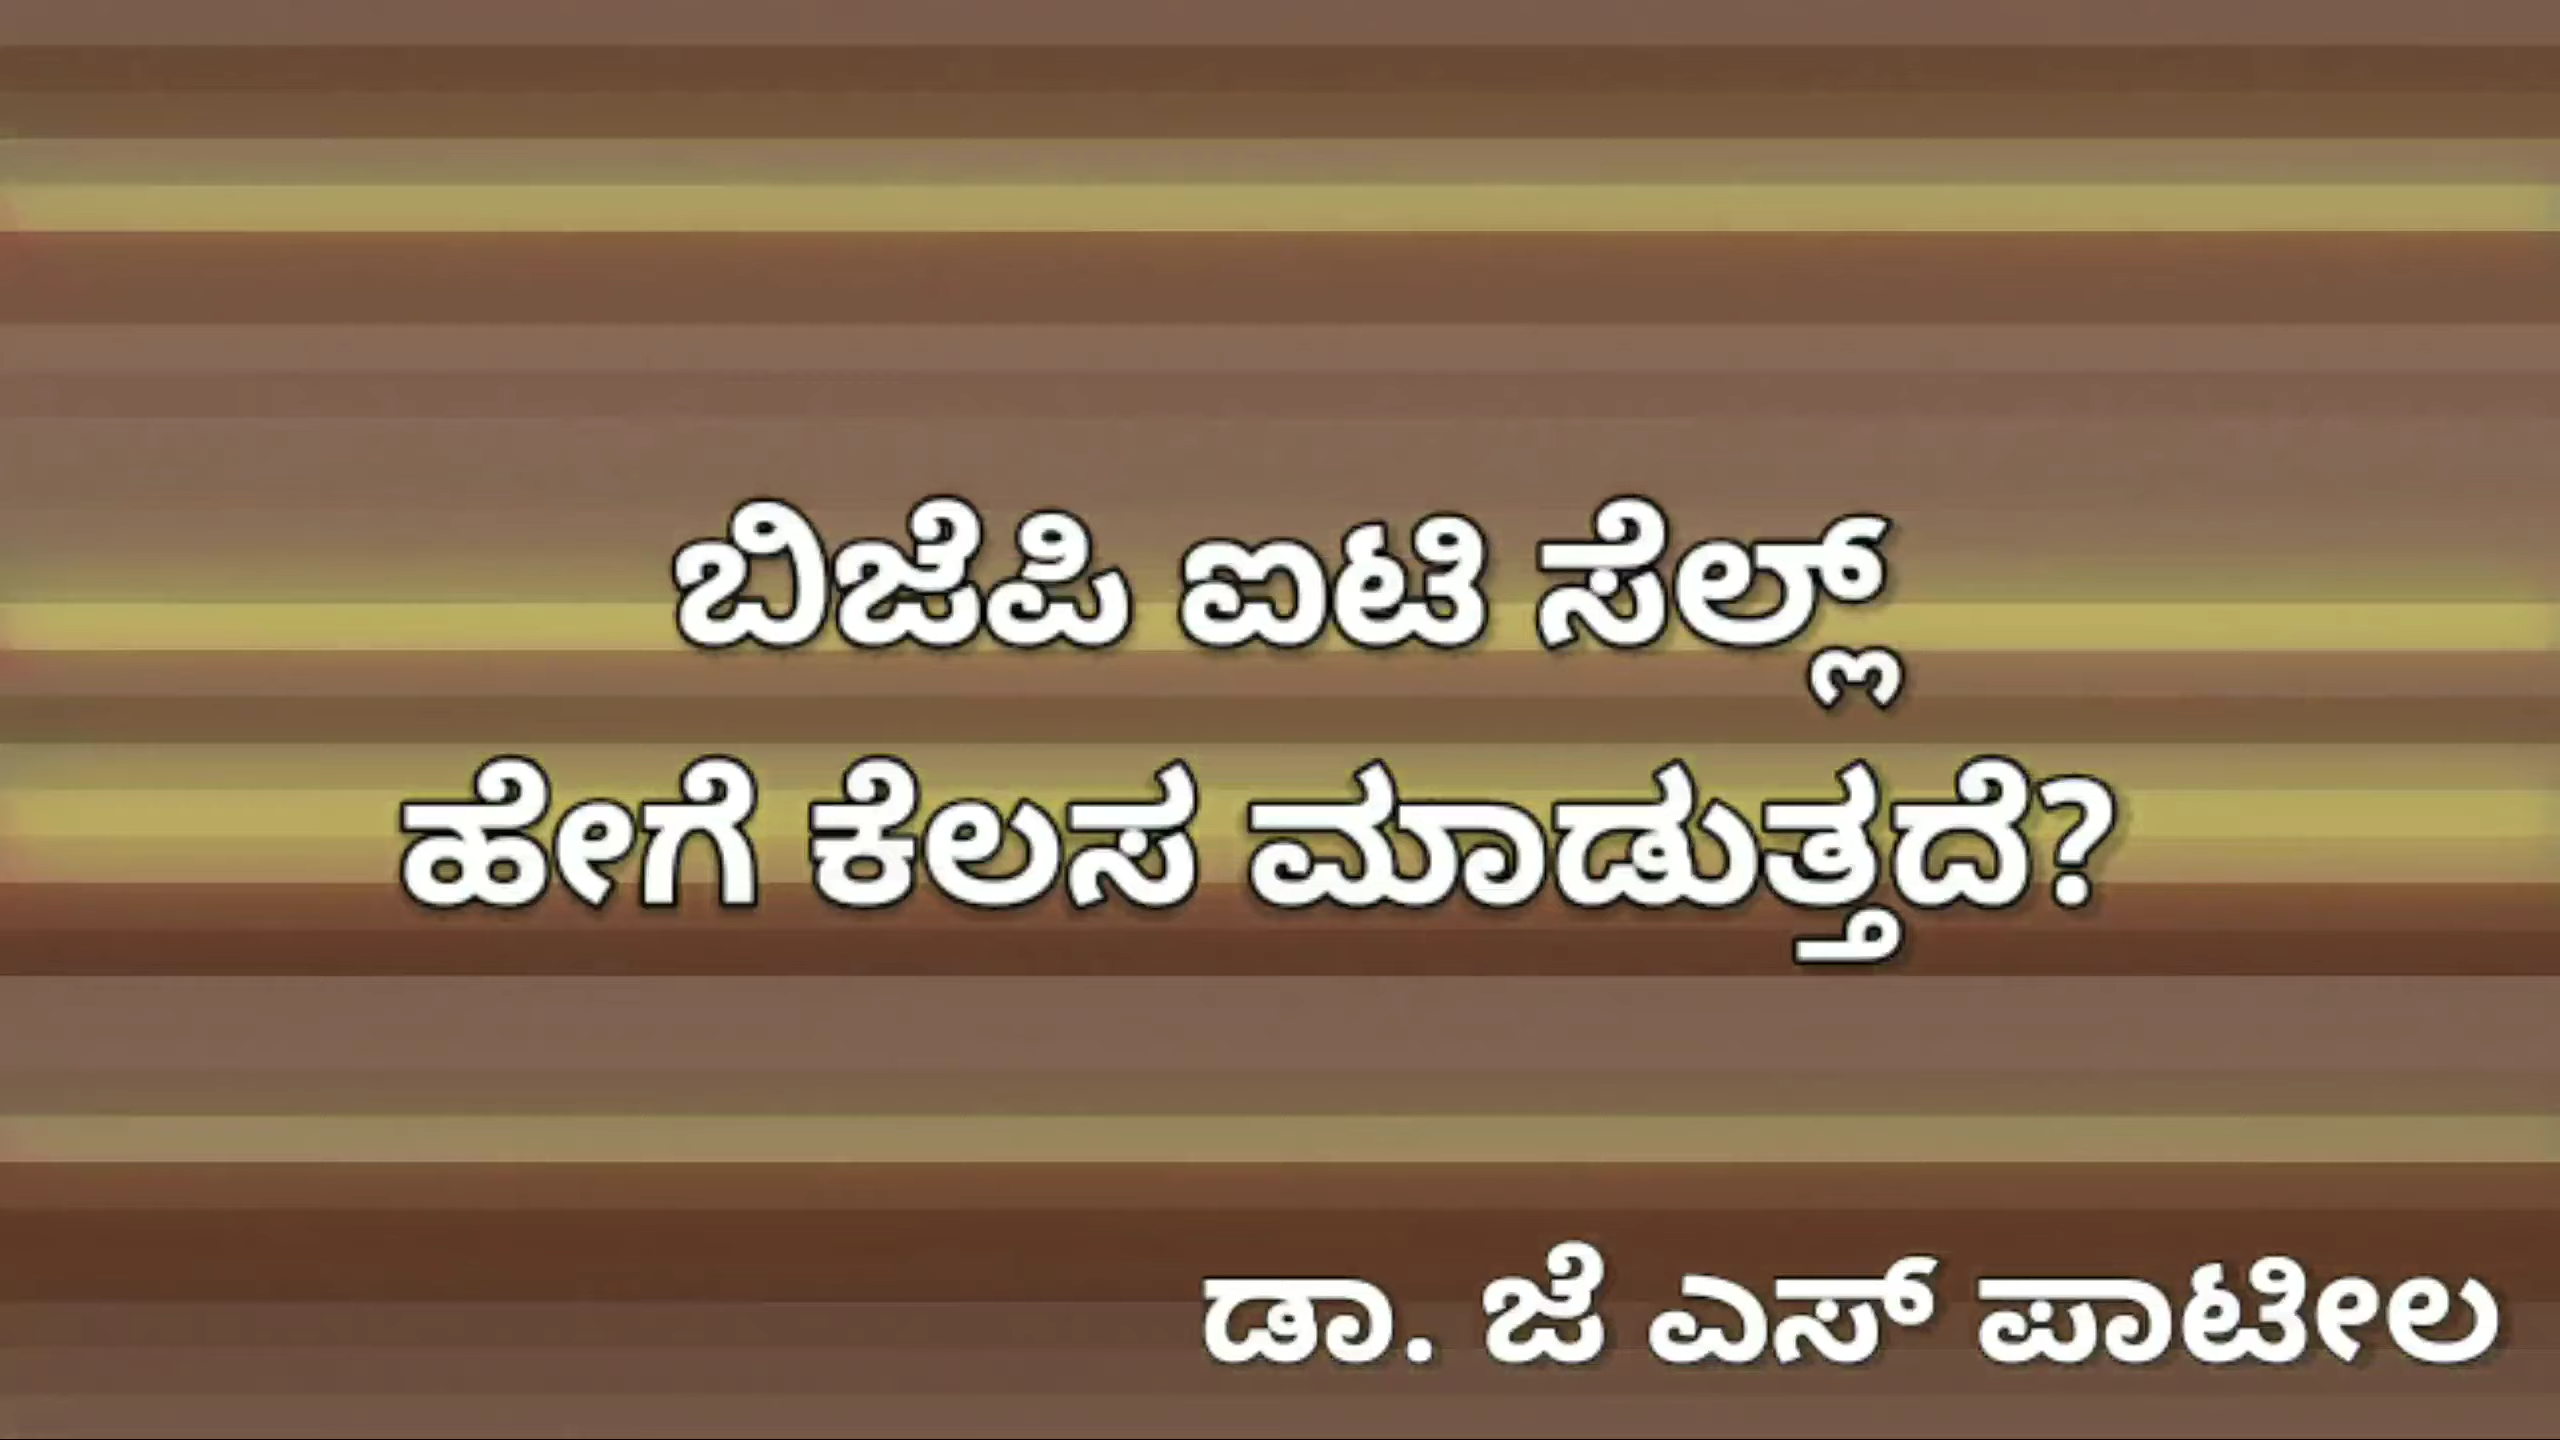 ಬಿಜೆಪಿ ಐಟಿ ಸೆಲ್ಲ್
ಹೇಗೆ ಕೆಲಸ ಮಾಡುತ್ತದೆ?
ಡಾ. ಜೆ ಎಸ್ ಪಾಟೀಲ